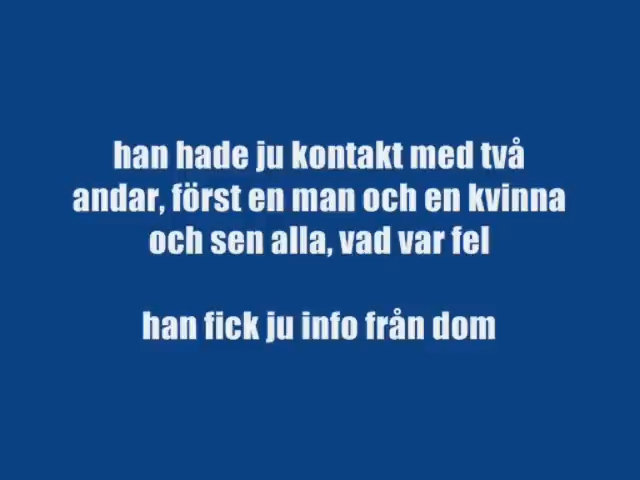 han hade ju kontakt med två
andar, först en man och en kvinna
och sen alla, vad var fel
han fick ju info från dom